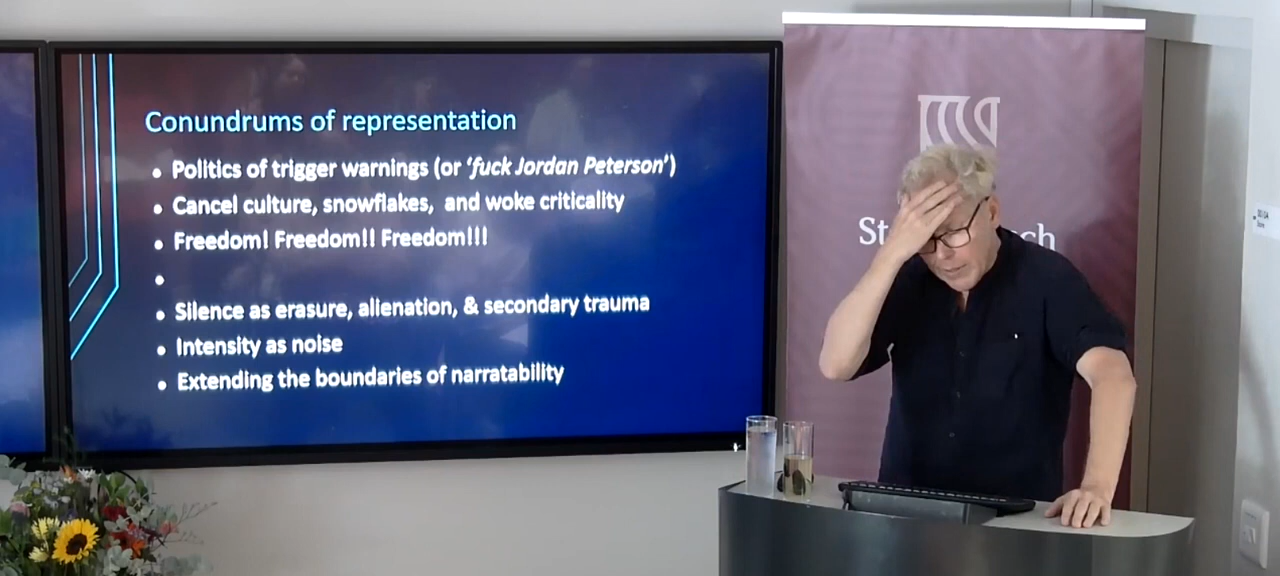 Conundrums of representation
• Politics of trigger warnings (or ‘fuck Jordan Peterson’)
• Cancel culture, snowflakes, and woke criticality
• Freedom! Freedom!! Freedom!!!
•
• Silence as erasure, alienation, & secondary trauma
• Intensity as noise
• Extending the boundaries of narratability